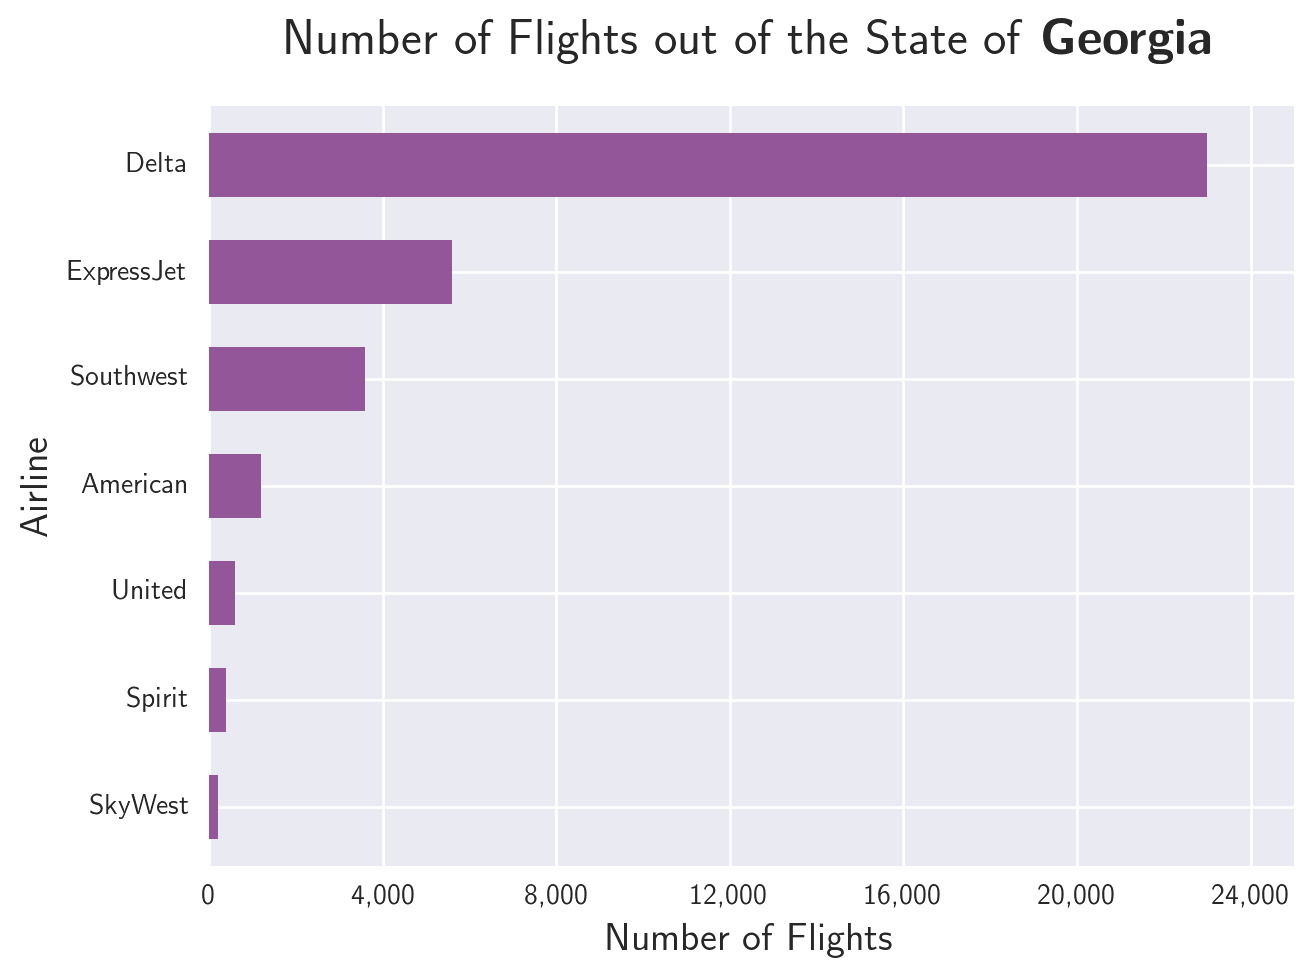 Number of Flights out of the State of Georgia
Delta
ExpressJet
Southwest
American
United
Spirit
SkyWest
Airline
0 4,000 8,000 12,000 16,000 20,000 24,000
Number of Flights